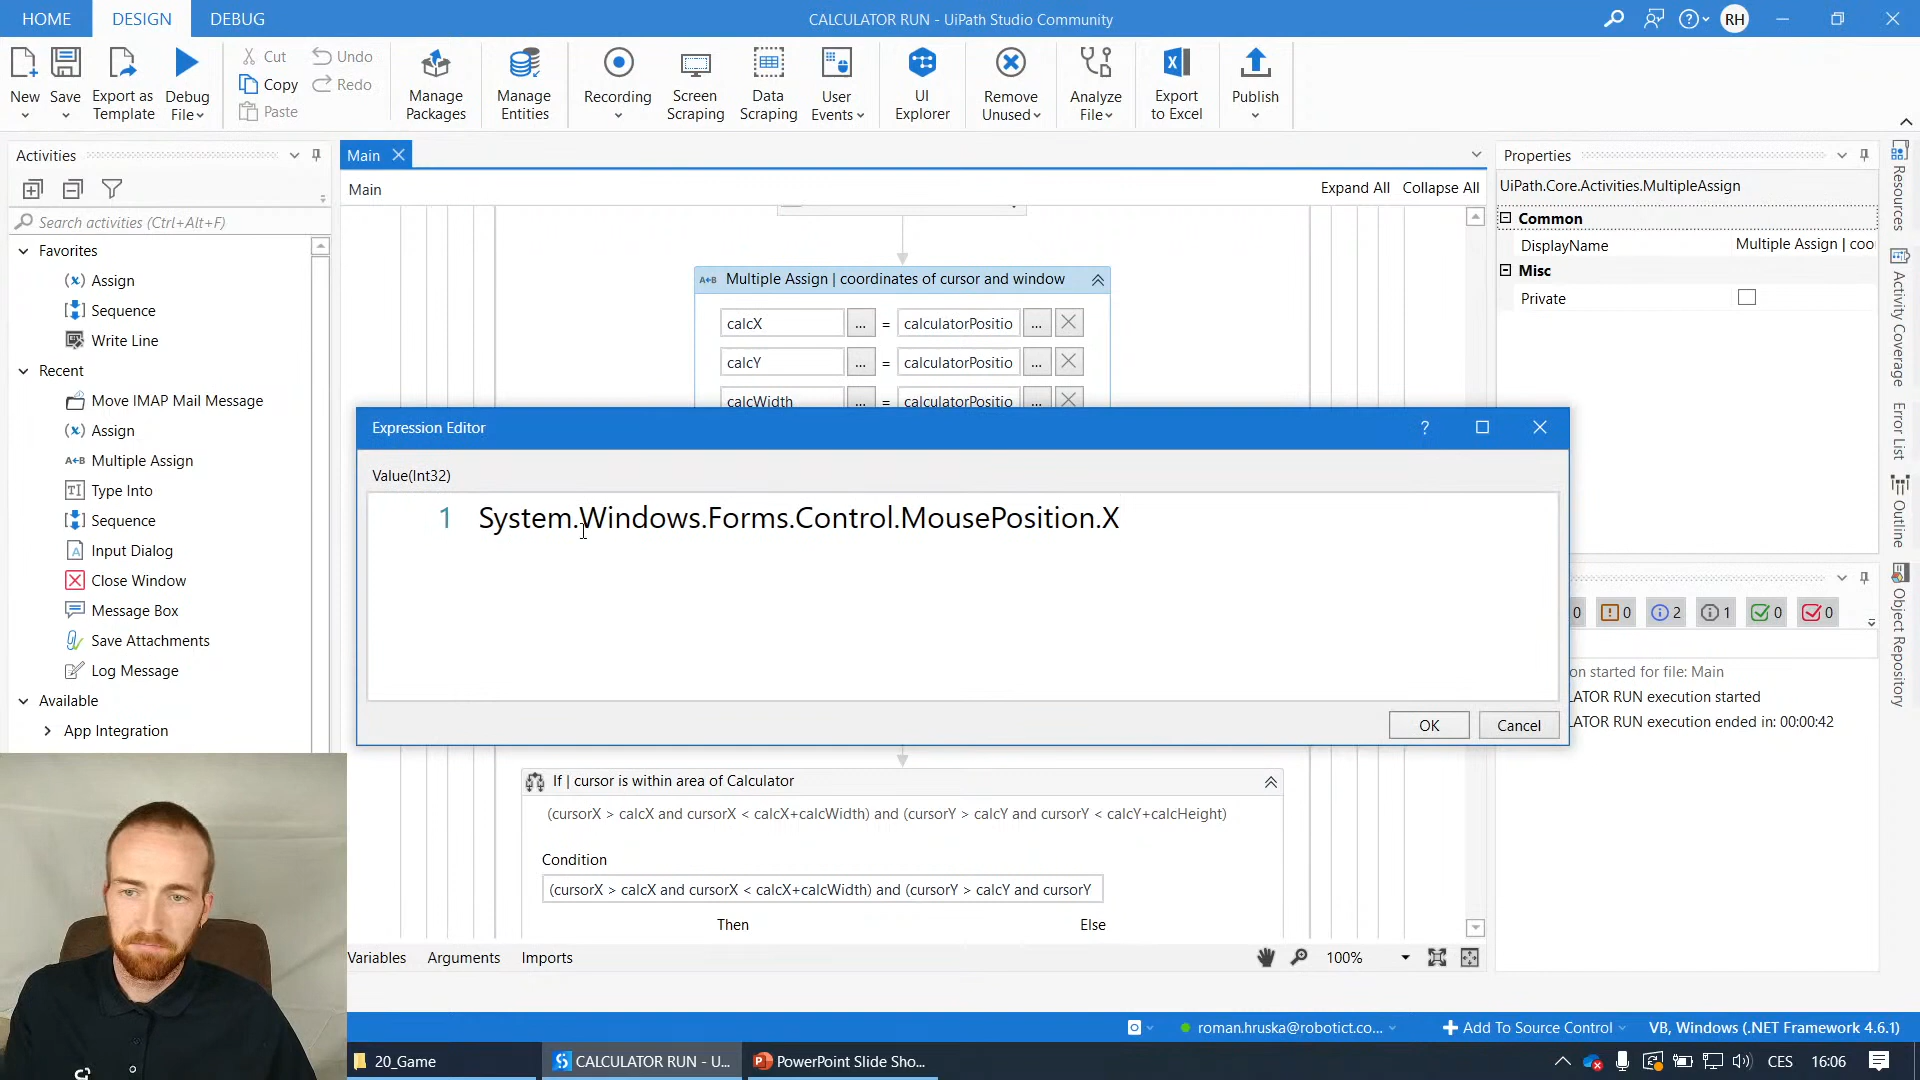 HOME DESIGN DEBUG
CALCULATOR RUN - UiPath Studio Community
RH
New Save Export as Template Debug File
Cut Copy Paste Undo Redo
Manage Packages Manage Entities Recording Screen Scraping Data Scraping User Events UI Explorer Remove Unused Analyze File Export to Excel Publish
Activities
Search activities (Ctrl+Alt+F)
Favorites
Assign
Sequence
Write Line
Recent
Move IMAP Mail Message
Assign
Multiple Assign
Type Into
Sequence
Input Dialog
Close Window
Message Box
Save Attachments
Log Message
Available
App Integration
Main
Main
Expand All Collapse All
Multiple Assign | coordinates of cursor and window
calcX ... = calculatorPositio ...
calcY ... = calculatorPositio ...
calcWidth ... = calculatorPositio ...
Expression Editor
Value(Int32)
1 System.Windows.Forms.Control.MousePosition.X
OK Cancel
If | cursor is within area of Calculator
(cursorX > calcX and cursorX < calcX+calcWidth) and (cursorY > calcY and cursorY < calcY+calcHeight)
Condition
(cursorX > calcX and cursorX < calcX+calcWidth) and (cursorY > calcY and cursorY
Then Else
Variables Arguments Imports
100%
Properties
UiPath.Core.Activities.MultipleAssign
Common
DisplayName Multiple Assign | coo
Misc
Private
0 0 2 1 0 0
on started for file: Main
LATOR RUN execution started
LATOR RUN execution ended in: 00:00:42
Resources
Activity Coverage
Error List
Outline
Object Repository
roman.hruska@robotict.co...
Add To Source Control
VB, Windows (.NET Framework 4.6.1)
20_Game
CALCULATOR RUN - U...
PowerPoint Slide Sho...
CES 16:06